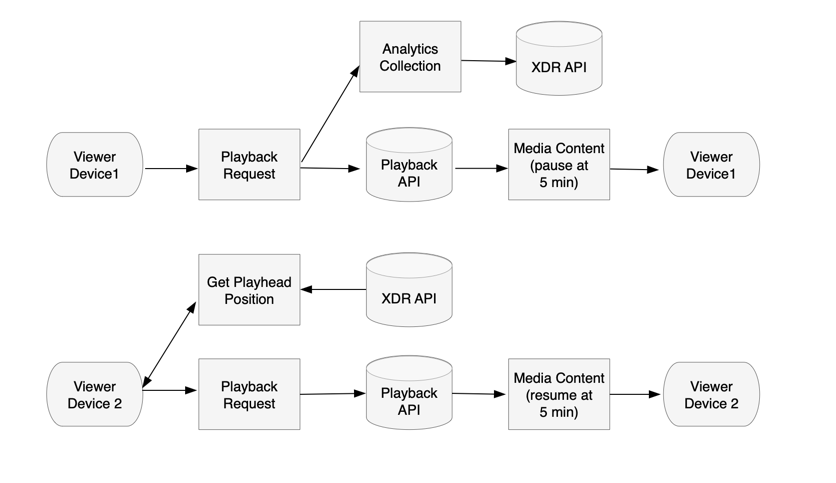 Analytics
Collection
XDR API
Viewer
Device1
Playback
Request
Playback
API
Media Content
(pause at
5 min)
Viewer
Device1
Get Playhead
Position
XDR API
Viewer
Device 2
Playback
Request
Playback
API
Media Content
(resume at
5 min)
Viewer
Device 2